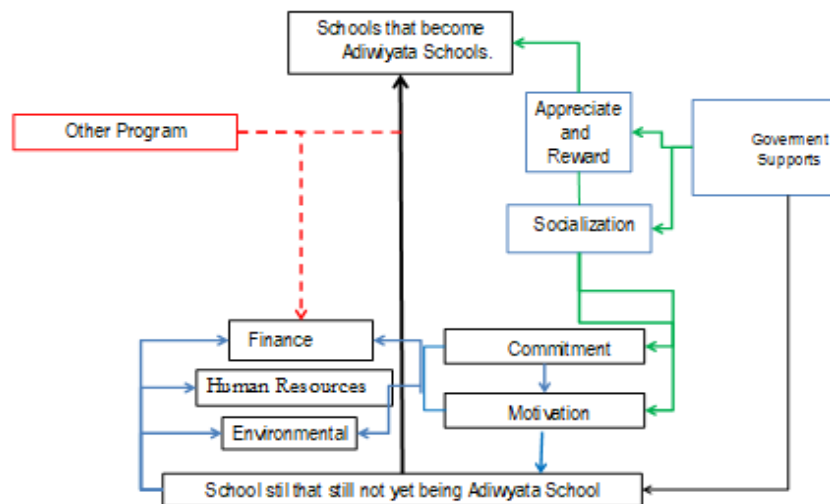 Schools that become
Adiwiyata Schools.
Other Program
Appreciate
and
Reward
Goverment
Supports
Socialization
Finance
Commitment
Human Resources
Motivation
Environmental
School stil that still not yet being Adiwyata School